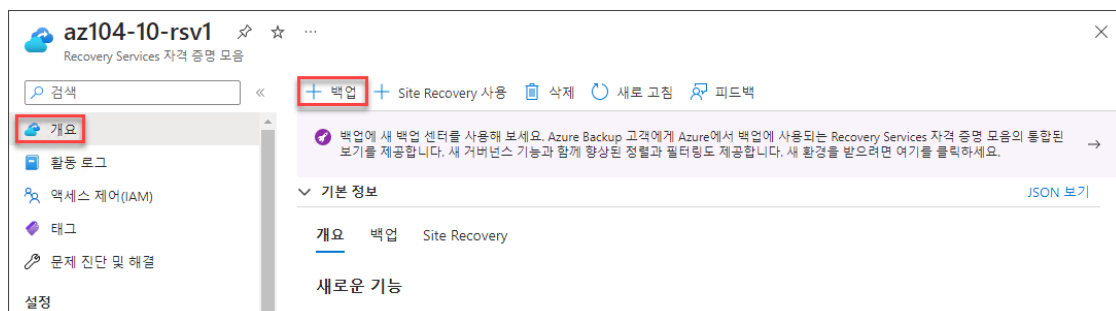 az104-10-rsv1
Recovery Services 자격 증명 모음
검색
백업
Site Recovery 사용
삭제
새로 고침
피드백
개요
활동 로그
액세스 제어(IAM)
태그
문제 진단 및 해결
설정
백업에 새 백업 센터를 사용해 보세요. Azure Backup 고객에게 Azure에서 백업에 사용되는 Recovery Services 자격 증명 모음의 통합된
보기를 제공합니다. 새 거버넌스 기능과 함께 향상된 정렬과 필터링도 제공합니다. 새 환경을 받으려면 여기를 클릭하세요.
기본 정보
JSON 보기
개요
백업
Site Recovery
새로운 기능